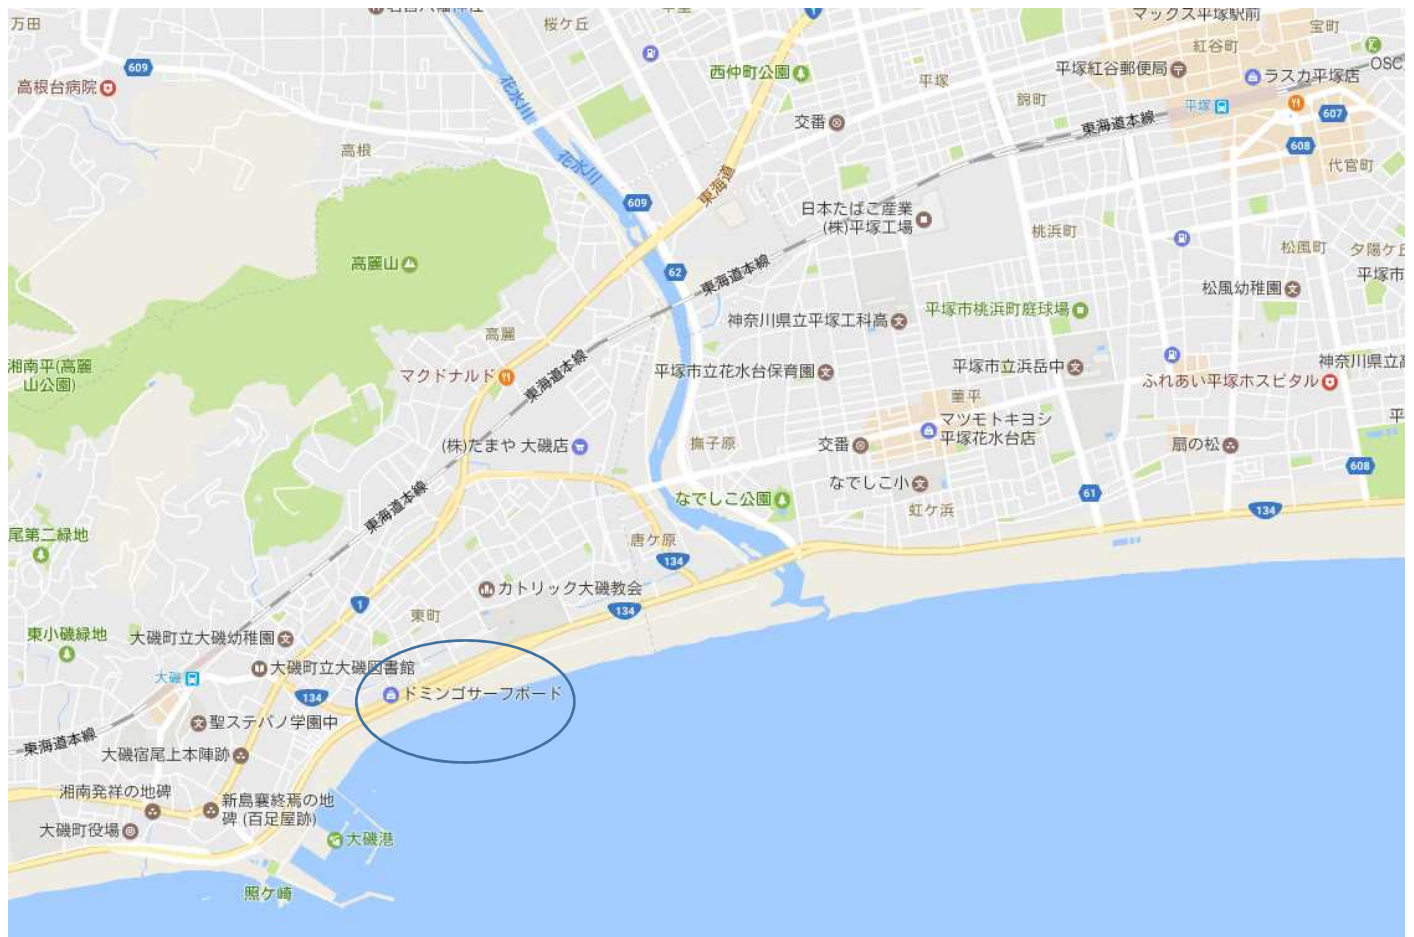 万田
桜ケ丘
マックス平塚駅前
宝町
紅谷町
609
高根台病院
西仲町公園
平塚
平塚紅谷郵便局
ラスカ平塚店
OSC
錦町
平塚
607
花水川
交番
東海道本線
608
高根
花水川
代官町
東海道
609
日本たばこ産業
(株)平塚工場
桃浜町
松風町
夕陽ケ丘
高麗山
62
東海道本線
平塚市
松風幼稚園
平塚市桃浜町庭球場
神奈川県立平塚工科高
高麗
湘南平(高麗
山公園)
マクドナルド
東海道本線
平塚市立花水台保育園
平塚市立浜岳中
神奈川県立高
ふれあい平塚ホスピタル
菫平
マツモトキヨシ
平塚花水台店
(株)たまや 大磯店
撫子原
交番
扇の松
608
東海道本線
なでしこ公園
なでしこ小
61
虹ケ浜
134
尾第二緑地
唐ケ原
134
カトリック大磯教会
1
東町
134
東小磯緑地
大磯町立大磯幼稚園
大磯町立大磯図書館
大磯
134
ドミンゴサーフボード
聖ステパノ学園中
東海道本線
大磯宿尾上本陣跡
湘南発祥の地碑
新島襄終焉の地
碑 (百足屋跡)
大磯町役場
大磯港
照ケ崎